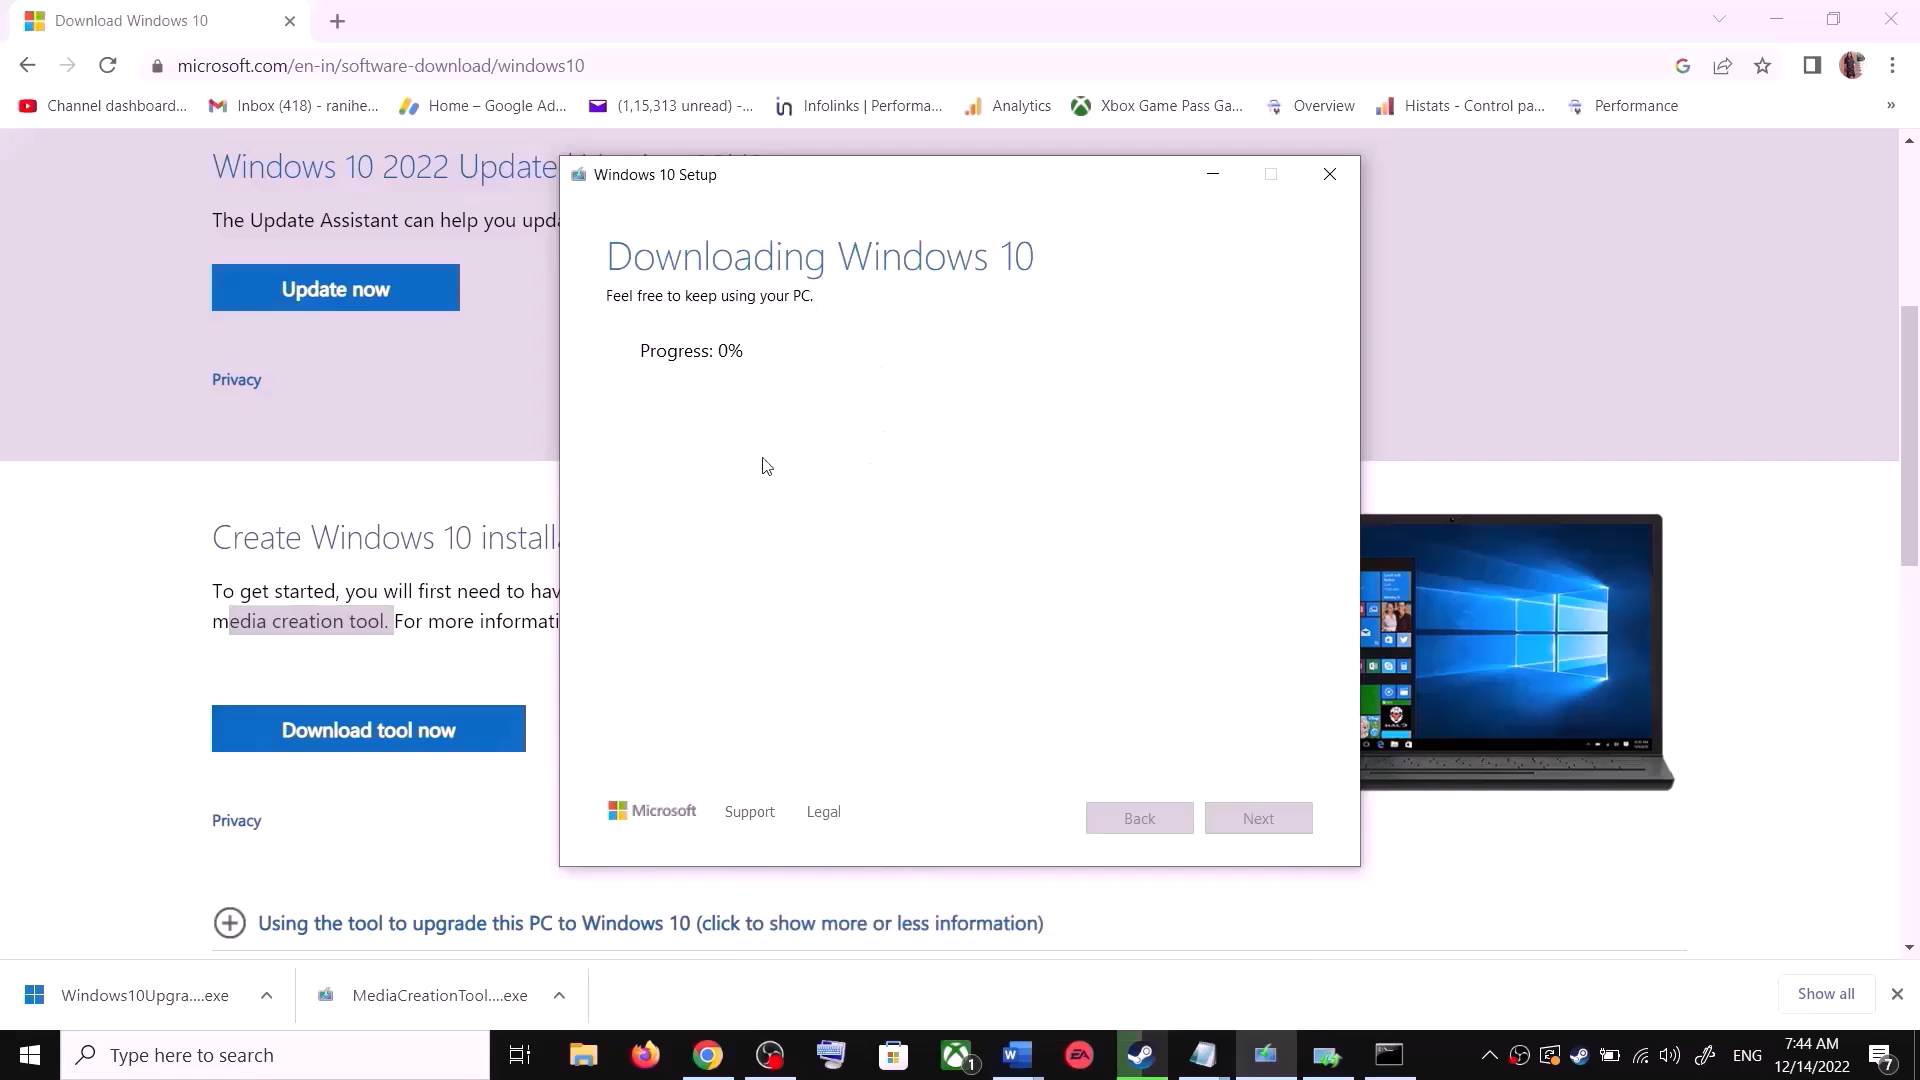 Download Windows 10
microsoft.com/en-in/software-download/windows10
Channel dashboard...
Inbox (418) - ranihe...
Home – Google Ad...
(1,15,313 unread) -...
Infolinks | Performa...
Analytics
Xbox Game Pass Ga...
Overview
Histats - Control pa...
Performance
»
Windows 10 2022 Update
The Update Assistant can help you upda
Update now
Privacy
Windows 10 Setup
Downloading Windows 10
Feel free to keep using your PC.
Progress: 0%
Microsoft
Support
Legal
Back
Next
Create Windows 10 install
To get started, you will first need to hav
media creation tool. For more informati
Download tool now
Privacy
Using the tool to upgrade this PC to Windows 10 (click to show more or less information)
Windows10Upgra....exe
MediaCreationTool....exe
Show all
Type here to search
1
ENG
7:44 AM
12/14/2022
7